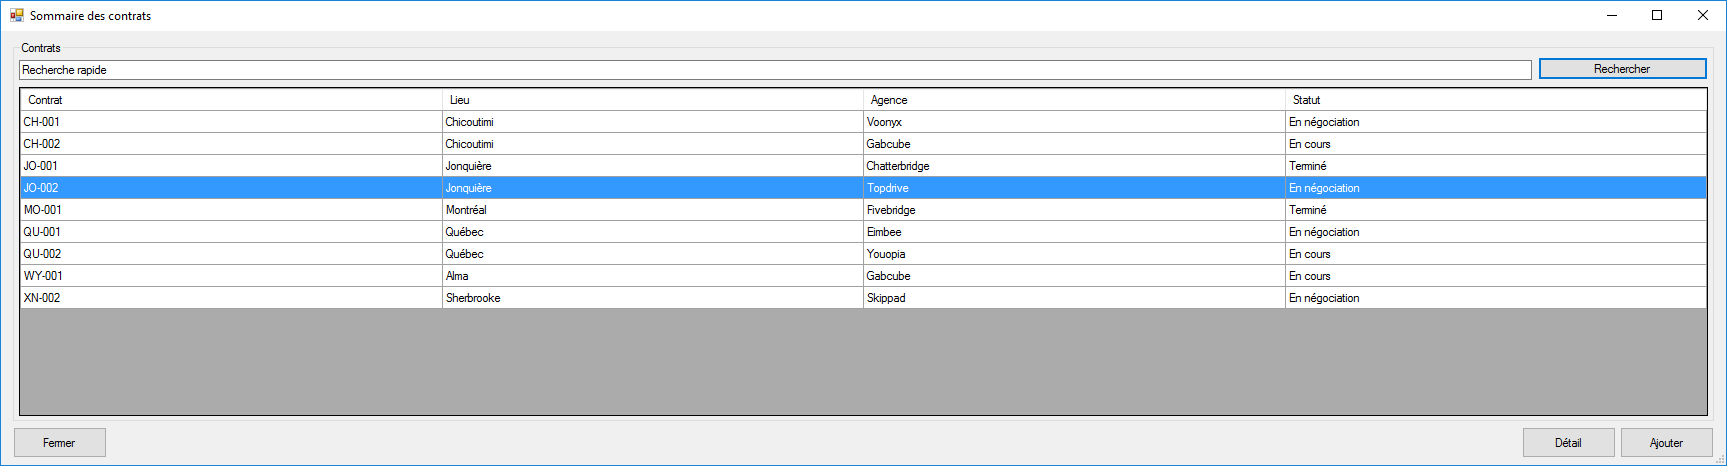 Sommaire des contrats
Contrats
Recherche rapide Rechercher
Contrat Lieu Agence Statut
CH-001 Chicoutimi Voonyx En négociation
CH-002 Chicoutimi Gabcube En cours
JO-001 Jonquière Chatterbridge Terminé
JO-002 Jonquière Topdrive En négociation
MO-001 Montréal Fivebridge Terminé
QU-001 Québec Eimbee En négociation
QU-002 Québec Youopia En cours
WY-001 Alma Gabcube En cours
XN-002 Sherbrooke Skippad En négociation
Fermer Détail Ajouter